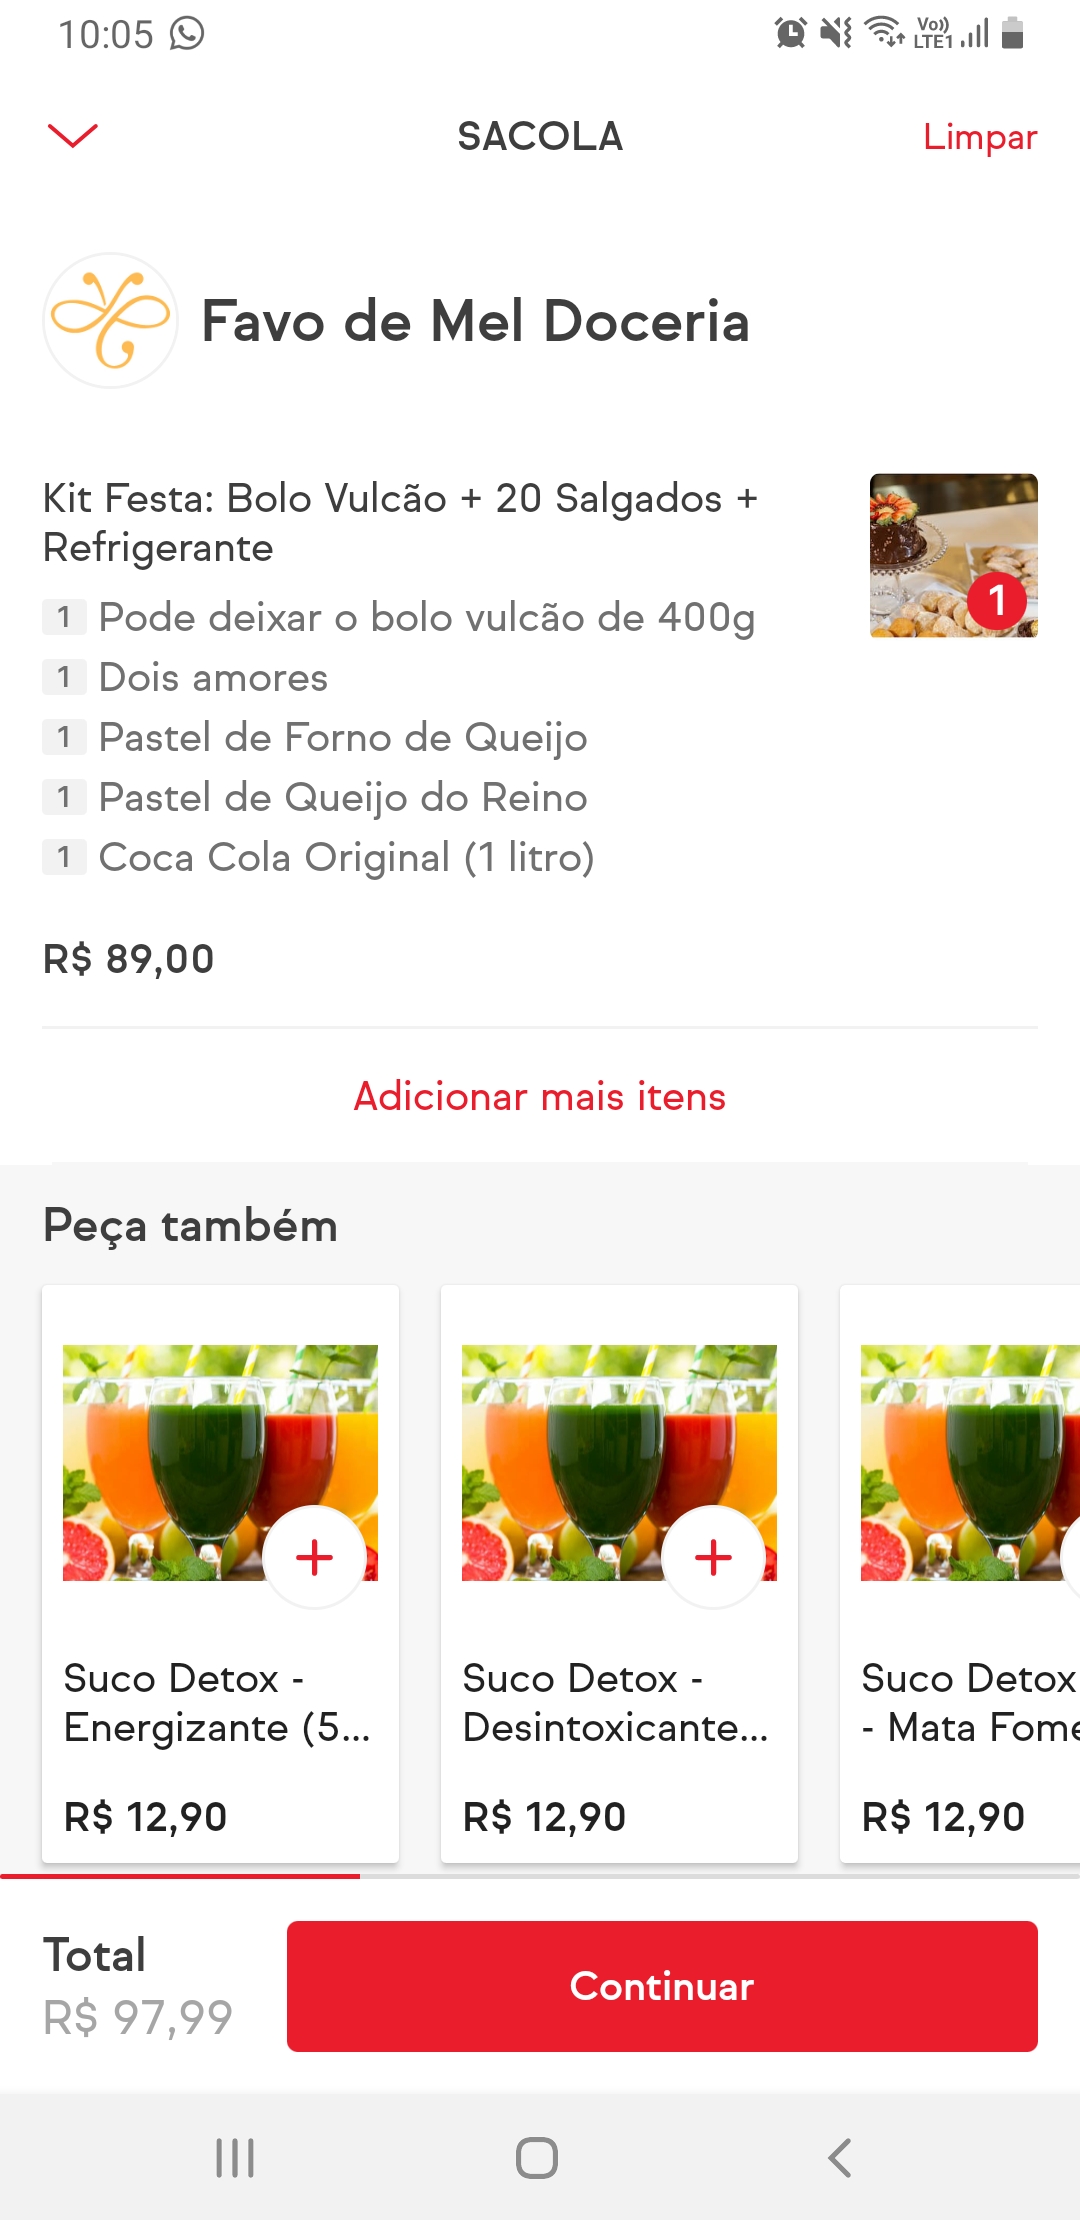 10:05
Vo)) LTE1
SACOLA
Limpar
Favo de Mel Doceria
Kit Festa: Bolo Vulcão + 20 Salgados +
Refrigerante
1
1 Pode deixar o bolo vulcão de 400g
1 Dois amores
1 Pastel de Forno de Queijo
1 Pastel de Queijo do Reino
1 Coca Cola Original (1 litro)
R$ 89,00
Adicionar mais itens
Peça também
Suco Detox -
Energizante (5...
R$ 12,90
Suco Detox -
Desintoxicante...
R$ 12,90
Suco Detox
- Mata Fome
R$ 12,90
Total
R$ 97,99
Continuar